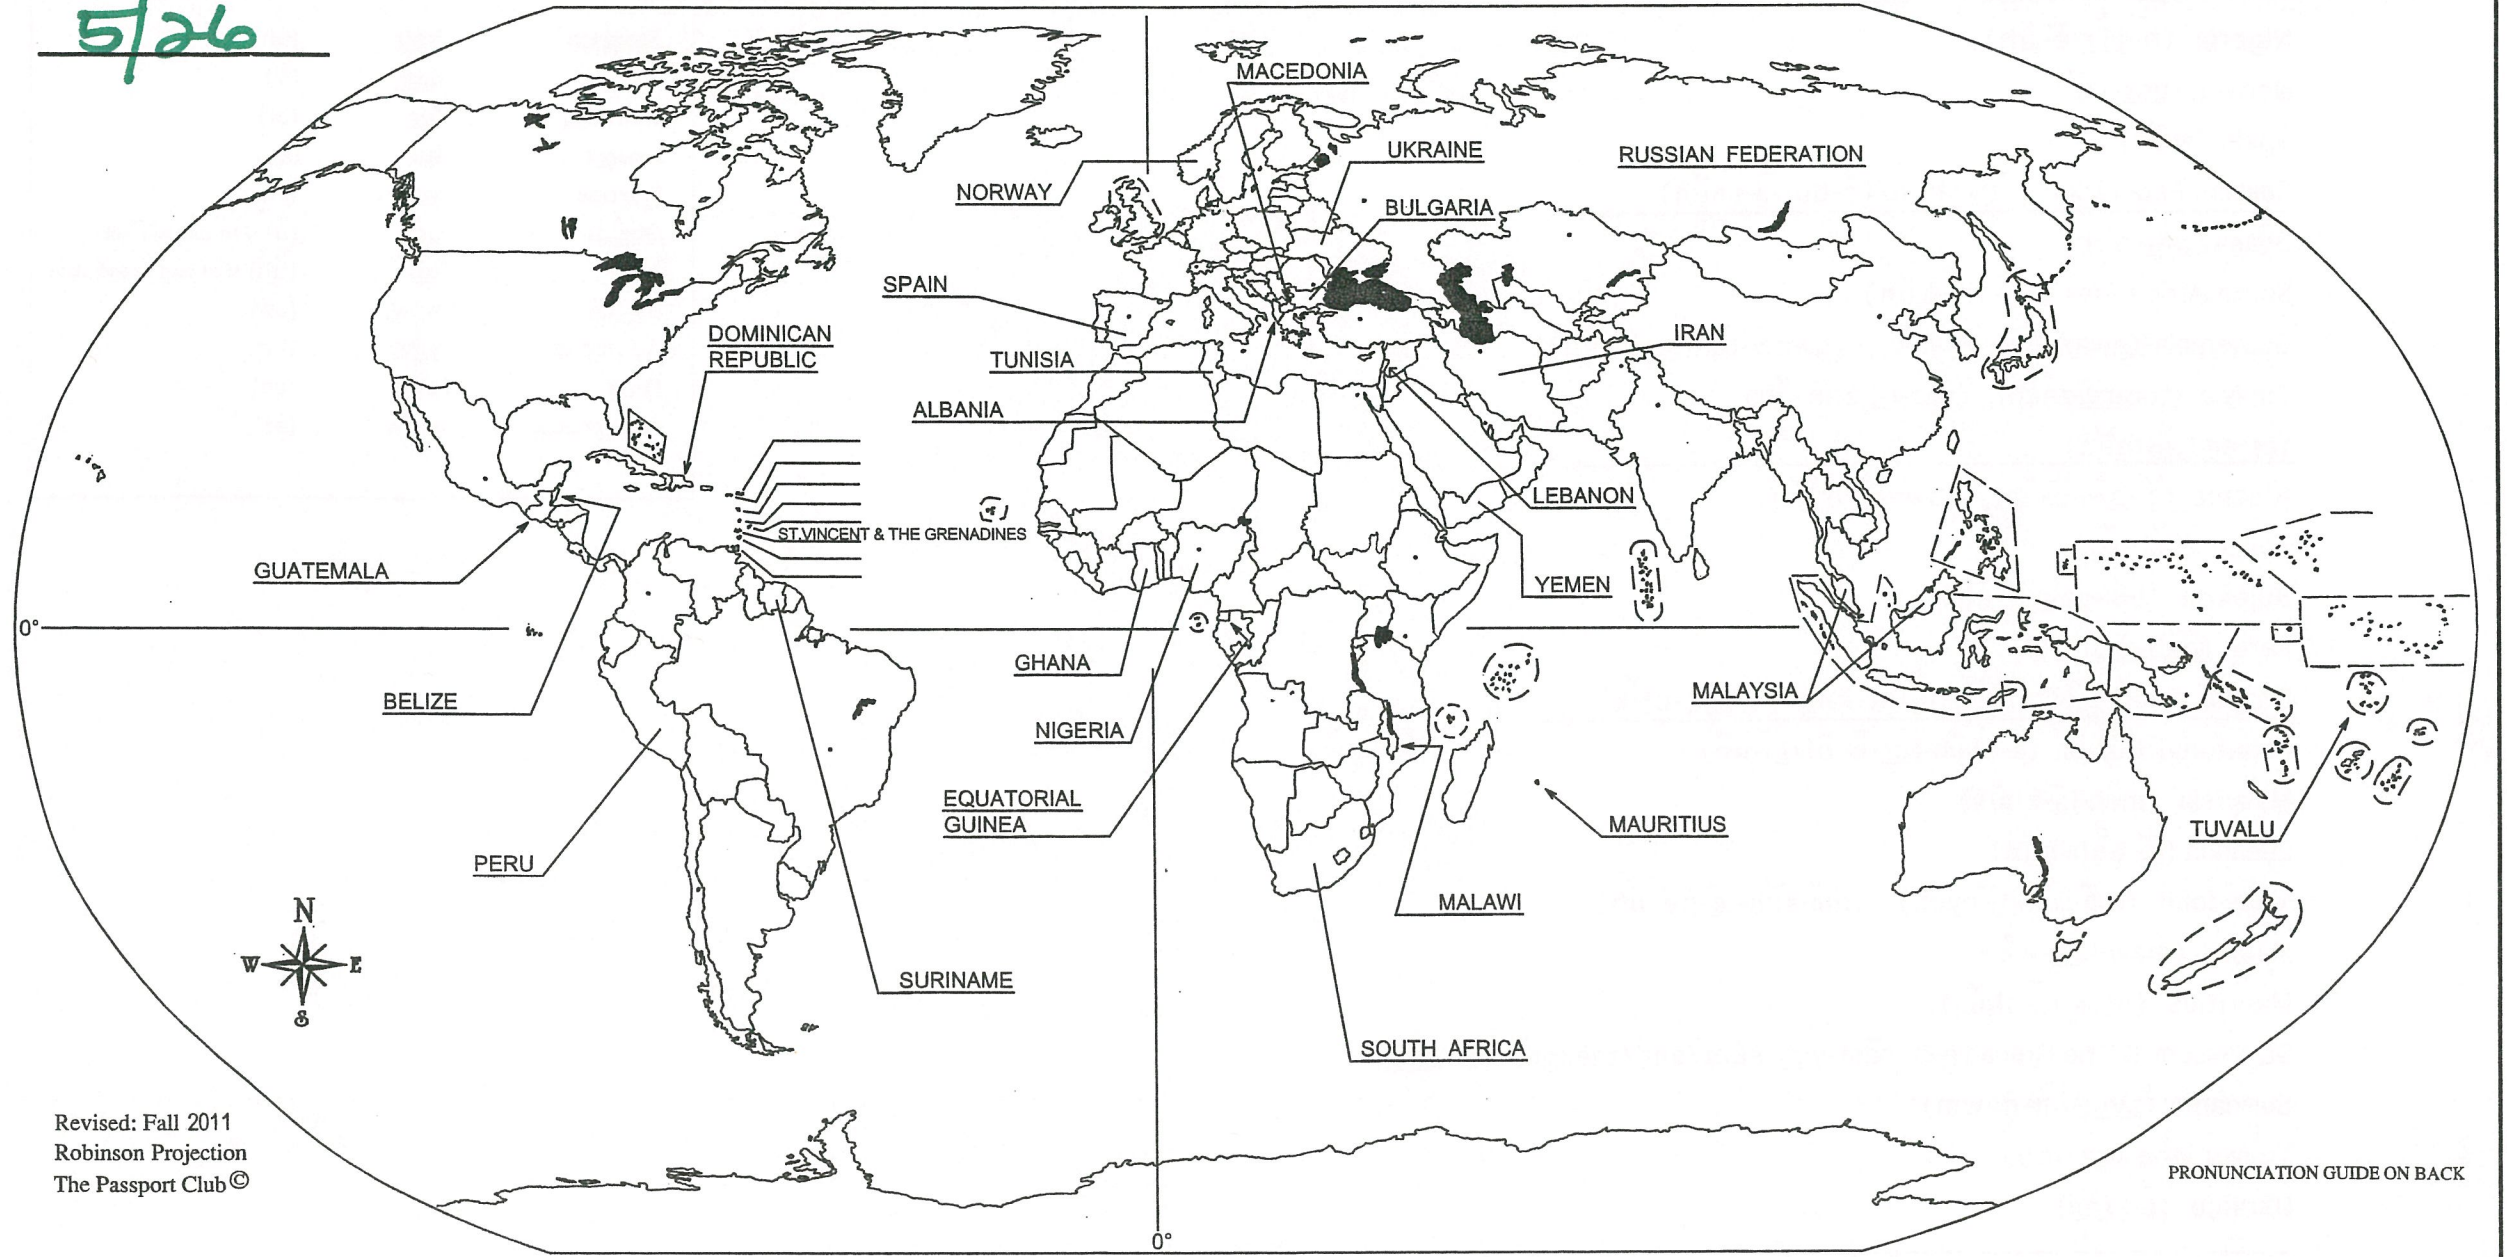 5/26
MACEDONIA
UKRAINE
RUSSIAN FEDERATION
NORWAY
BULGARIA
SPAIN
DOMINICAN
REPUBLIC
TUNISIA
IRAN
ALBANIA
LEBANON
ST.VINCENT & THE GRENADINES
GUATEMALA
YEMEN
0°
GHANA
BELIZE
MALAYSIA
NIGERIA
EQUATORIAL
GUINEA
MAURITIUS
TUVALU
PERU
MALAWI
N
W E
S
SURINAME
SOUTH AFRICA
Revised: Fall 2011
Robinson Projection
The Passport Club©
PRONUNCIATION GUIDE ON BACK
0°